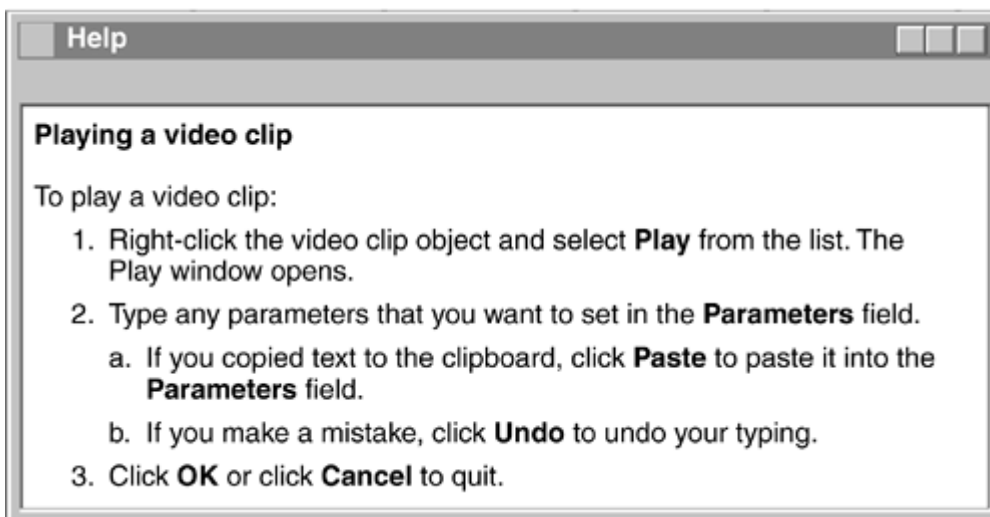 Help
Playing a video clip
To play a video clip:
1. Right-click the video clip object and select Play from the list. The
Play window opens.
2. Type any parameters that you want to set in the Parameters field.
a. If you copied text to the clipboard, click Paste to paste it into the
Parameters field.
b. If you make a mistake, click Undo to undo your typing.
3. Click OK or click Cancel to quit.